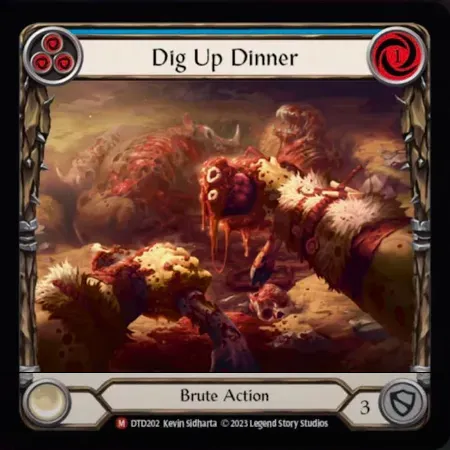 Dig Up Dinner
1
Brute Action
3
M DTD202 Kevin Sidharta © 2023 Legend Story Studios